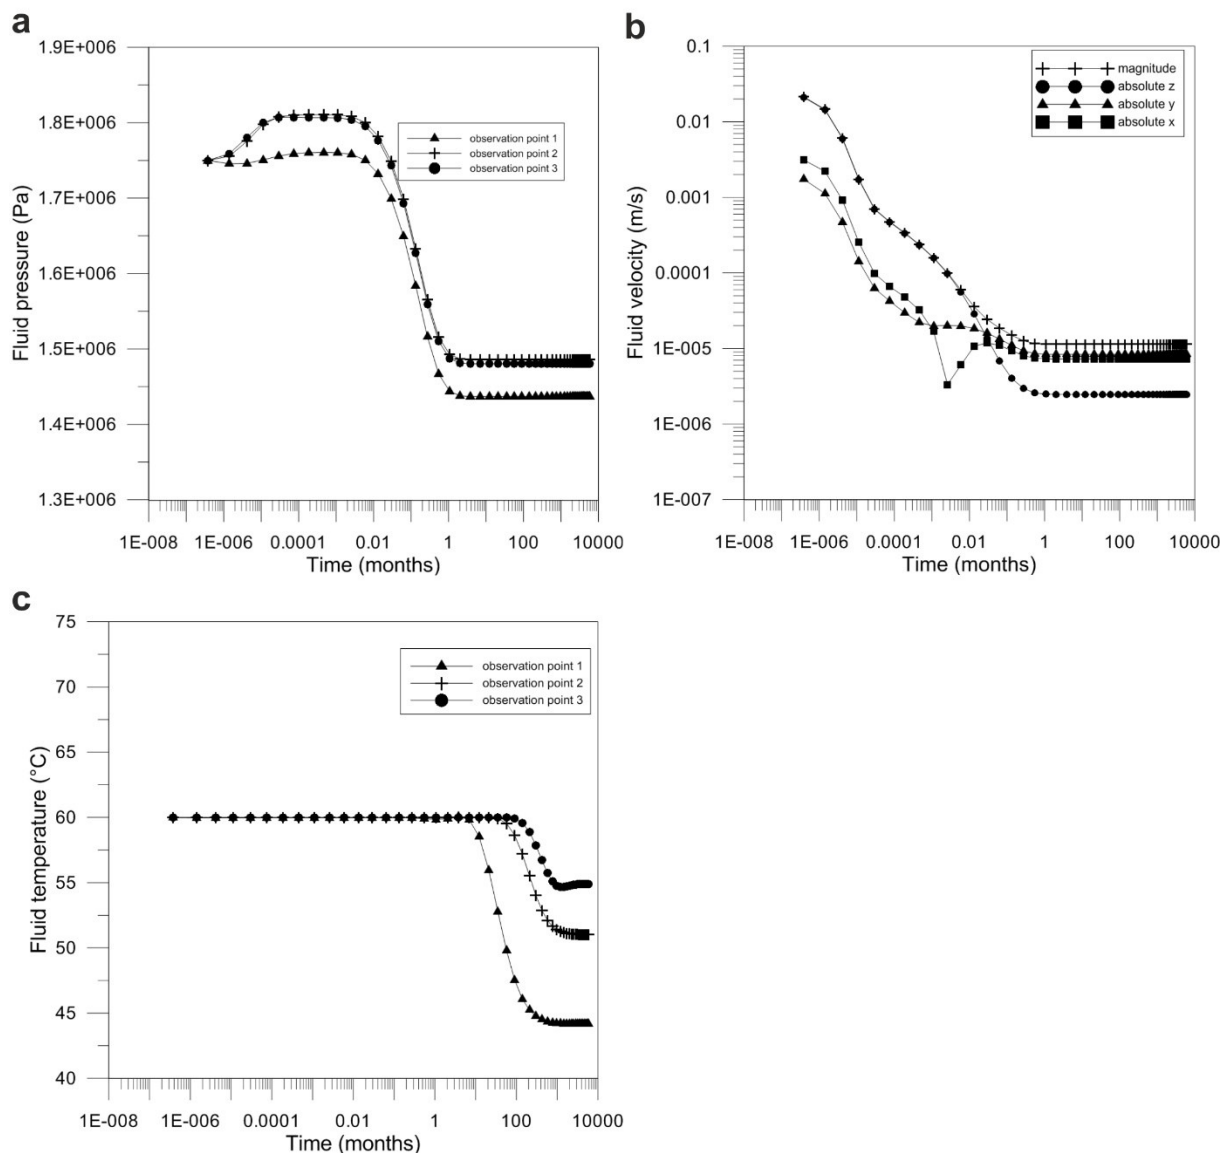 a
Fluid pressure (Pa)
1.9E+006
1.8E+006
1.7E+006
1.6E+006
1.5E+006
1.4E+006
1.3E+006
observation point 1
observation point 2
observation point 3
1E-008 1E-006 0.0001 0.01 1 100 10000
Time (months)
b
Fluid velocity (m/s)
0.1
0.01
0.001
0.0001
1E-005
1E-006
1E-007
magnitude
absolute z
absolute y
absolute x
1E-008 1E-006 0.0001 0.01 1 100 10000
Time (months)
c
Fluid temperature (°C)
75
70
65
60
55
50
45
40
observation point 1
observation point 2
observation point 3
1E-008 1E-006 0.0001 0.01 1 100 10000
Time (months)